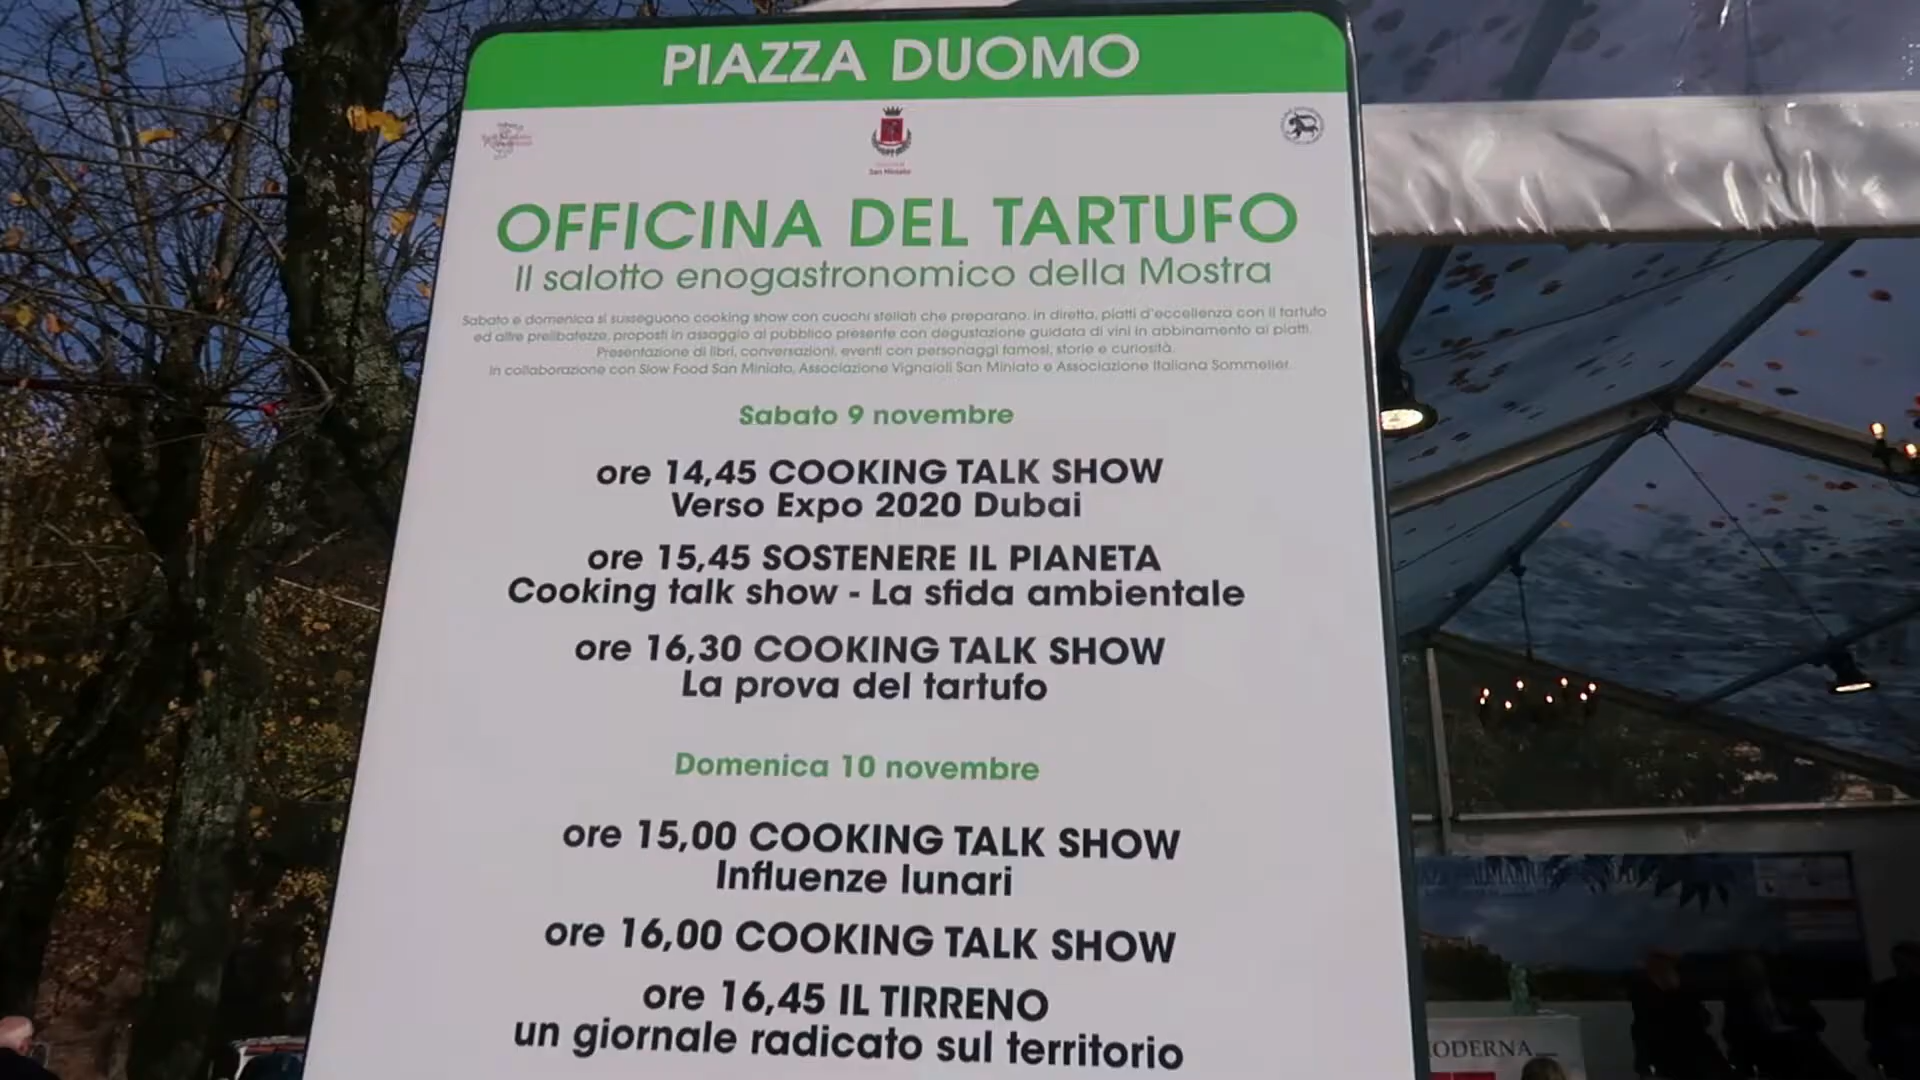 PIAZZA DUOMO
San Miniato
OFFICINA DEL TARTUFO
Il salotto enogastronomico della Mostra
Sabato e domenica si susseguono cooking show con cuochi stellati che preparano, in diretta, piatti d'eccellenza con il tartufo
ed altre prelibatezze, proposti in assaggio al pubblico presente con degustazione guidata di vini in abbinamento ai piatti.
Presentazione di libri, conversazioni, eventi con personaggi famosi, storie e curiosità.
In collaborazione con Slow Food San Miniato, Associazione Vignaioli San Miniato e Associazione Italiana Sommelier.
Sabato 9 novembre
ore 14,45 COOKING TALK SHOW
Verso Expo 2020 Dubai
ore 15,45 SOSTENERE IL PIANETA
Cooking talk show - La sfida ambientale
ore 16,30 COOKING TALK SHOW
La prova del tartufo
Domenica 10 novembre
ore 15,00 COOKING TALK SHOW
Influenze lunari
ore 16,00 COOKING TALK SHOW
ore 16,45 IL TIRRENO
un giornale radicato sul territorio